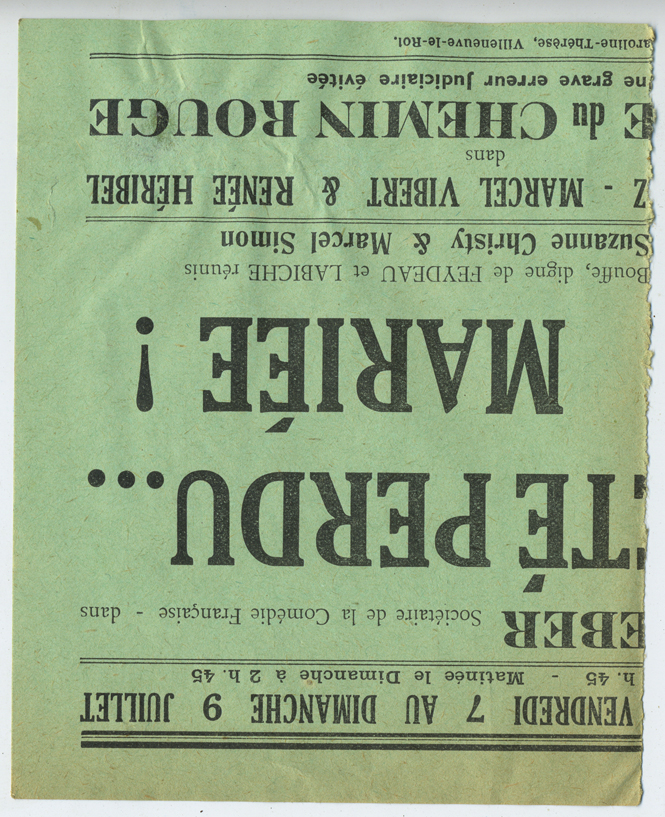 VENDREDI 7 AU DIMANCHE 9 JUILLET
h. 45 - Matinée le Dimanche à 2 h. 45
EBER Sociétaire de la Comédie Française - dans
TÉ PERDU...
MARIÉE !
Bouffe, digne de FEYDEAU et LABICHE réunis
Suzanne Christy & Marcel Simon
Z - MARCEL VIBERT & RENÉE HÉRIBEL
dans
E du CHEMIN ROUGE
ne grave erreur judiciaire évitée
aroline-Thérèse, Villeneuve-le-Roi.